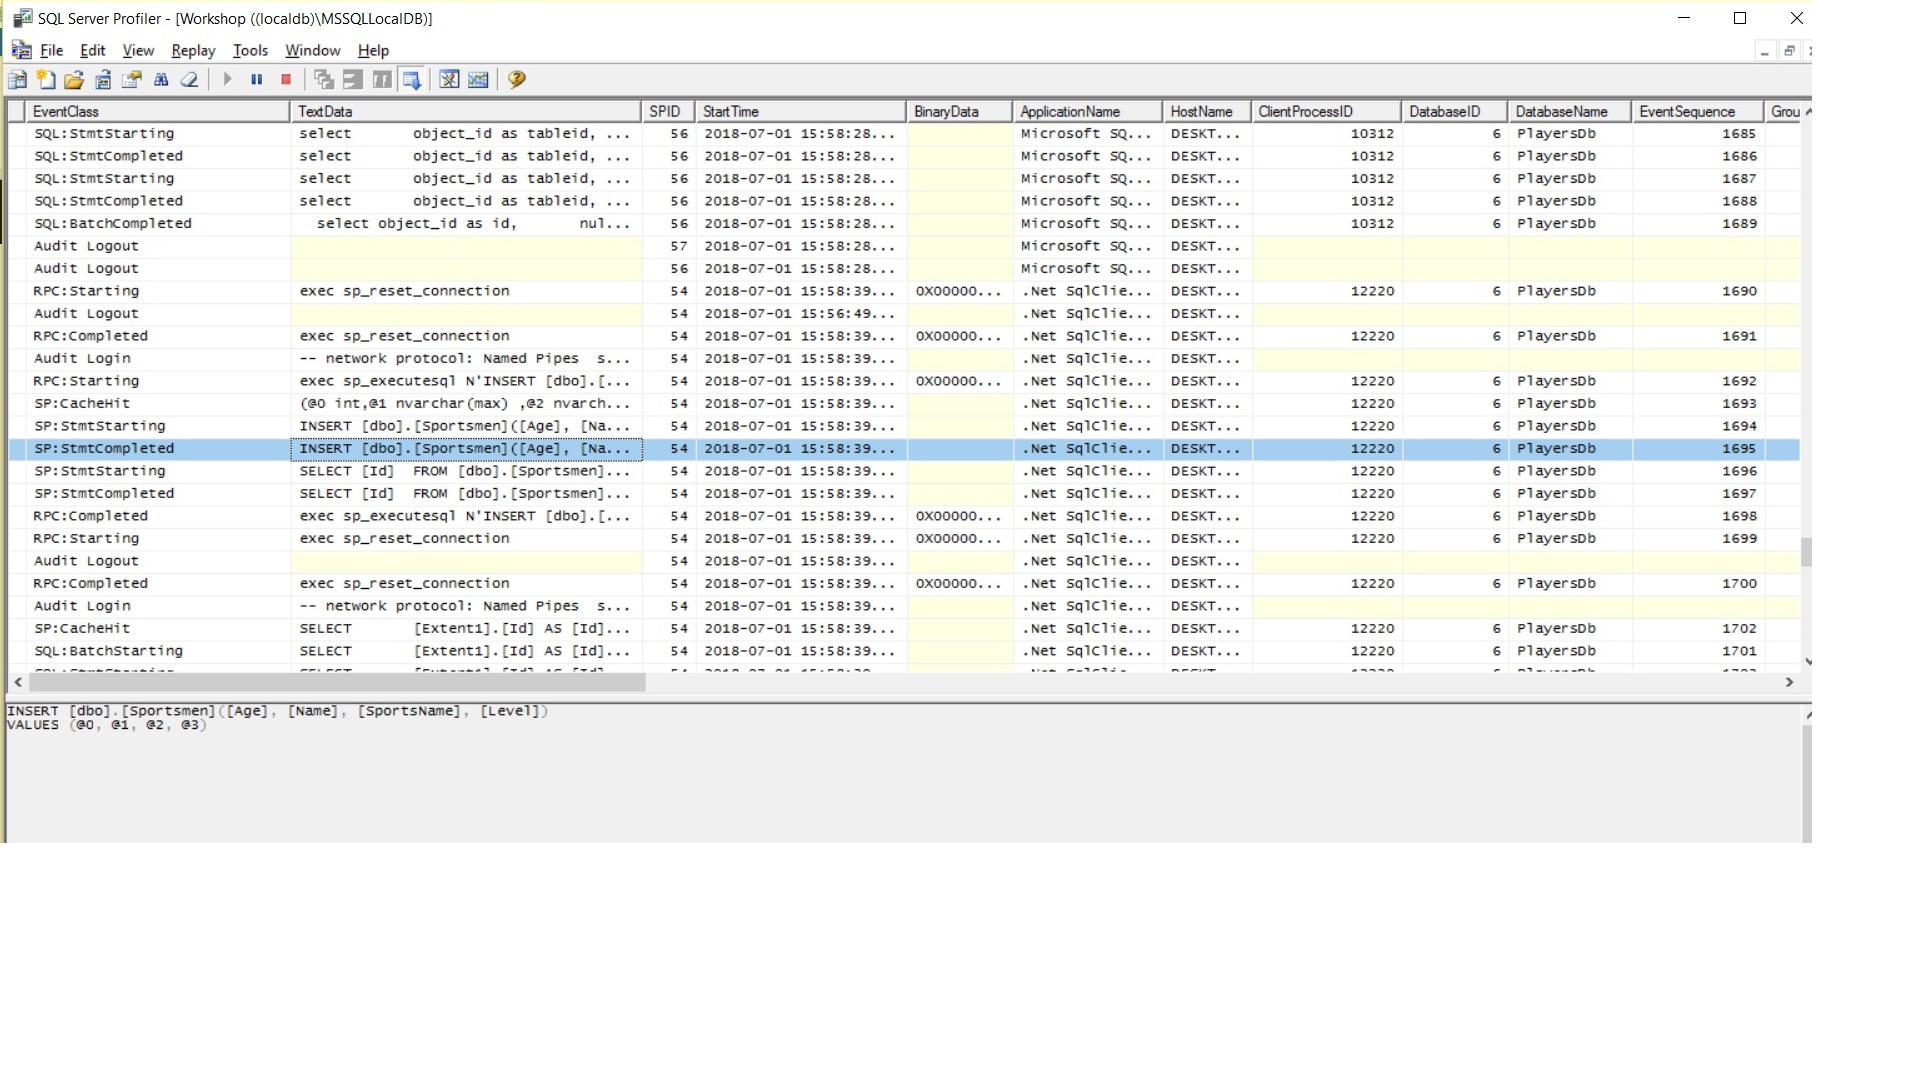 SQL Server Profiler - [Workshop ((localdb)\MSSQLLocalDB)]
File Edit View Replay Tools Window Help
EventClass TextData SPID StartTime BinaryData ApplicationName HostName ClientProcessID DatabaseID DatabaseName EventSequence Grou
SQL:StmtStarting select object_id as tableid, ... 56 2018-07-01 15:58:28... Microsoft SQ... DESKT... 10312 6 PlayersDb 1685
SQL:StmtCompleted select object_id as tableid, ... 56 2018-07-01 15:58:28... Microsoft SQ... DESKT... 10312 6 PlayersDb 1686
SQL:StmtStarting select object_id as tableid, ... 56 2018-07-01 15:58:28... Microsoft SQ... DESKT... 10312 6 PlayersDb 1687
SQL:StmtCompleted select object_id as tableid, ... 56 2018-07-01 15:58:28... Microsoft SQ... DESKT... 10312 6 PlayersDb 1688
SQL:BatchCompleted select object_id as id, nul... 56 2018-07-01 15:58:28... Microsoft SQ... DESKT... 10312 6 PlayersDb 1689
Audit Logout 57 2018-07-01 15:58:28... Microsoft SQ... DESKT...
Audit Logout 56 2018-07-01 15:58:28... Microsoft SQ... DESKT...
RPC:Starting exec sp_reset_connection 54 2018-07-01 15:58:39... 0X00000... .Net SqlClie... DESKT... 12220 6 PlayersDb 1690
Audit Logout 54 2018-07-01 15:56:49... .Net SqlClie... DESKT...
RPC:Completed exec sp_reset_connection 54 2018-07-01 15:58:39... 0X00000... .Net SqlClie... DESKT... 12220 6 PlayersDb 1691
Audit Login -- network protocol: Named Pipes s... 54 2018-07-01 15:58:39... .Net SqlClie... DESKT...
RPC:Starting exec sp_executesql N'INSERT [dbo].[... 54 2018-07-01 15:58:39... 0X00000... .Net SqlClie... DESKT... 12220 6 PlayersDb 1692
SP:CacheHit (@0 int,@1 nvarchar(max) ,@2 nvarch... 54 2018-07-01 15:58:39... .Net SqlClie... DESKT... 12220 6 PlayersDb 1693
SP:StmtStarting INSERT [dbo].[Sportsmen]([Age], [Na... 54 2018-07-01 15:58:39... .Net SqlClie... DESKT... 12220 6 PlayersDb 1694
SP:StmtCompleted INSERT [dbo].[Sportsmen]([Age], [Na... 54 2018-07-01 15:58:39... .Net SqlClie... DESKT... 12220 6 PlayersDb 1695
SP:StmtStarting SELECT [Id] FROM [dbo].[Sportsmen]... 54 2018-07-01 15:58:39... .Net SqlClie... DESKT... 12220 6 PlayersDb 1696
SP:StmtCompleted SELECT [Id] FROM [dbo].[Sportsmen]... 54 2018-07-01 15:58:39... .Net SqlClie... DESKT... 12220 6 PlayersDb 1697
RPC:Completed exec sp_executesql N'INSERT [dbo].[... 54 2018-07-01 15:58:39... 0X00000... .Net SqlClie... DESKT... 12220 6 PlayersDb 1698
RPC:Starting exec sp_reset_connection 54 2018-07-01 15:58:39... 0X00000... .Net SqlClie... DESKT... 12220 6 PlayersDb 1699
Audit Logout 54 2018-07-01 15:58:39... .Net SqlClie... DESKT...
RPC:Completed exec sp_reset_connection 54 2018-07-01 15:58:39... 0X00000... .Net SqlClie... DESKT... 12220 6 PlayersDb 1700
Audit Login -- network protocol: Named Pipes s... 54 2018-07-01 15:58:39... .Net SqlClie... DESKT...
SP:CacheHit SELECT [Extent1].[Id] AS [Id]... 54 2018-07-01 15:58:39... .Net SqlClie... DESKT... 12220 6 PlayersDb 1702
SQL:BatchStarting SELECT [Extent1].[Id] AS [Id]... 54 2018-07-01 15:58:39... .Net SqlClie... DESKT... 12220 6 PlayersDb 1701
INSERT [dbo].[Sportsmen]([Age], [Name], [SportsName], [Level])
VALUES (@0, @1, @2, @3)